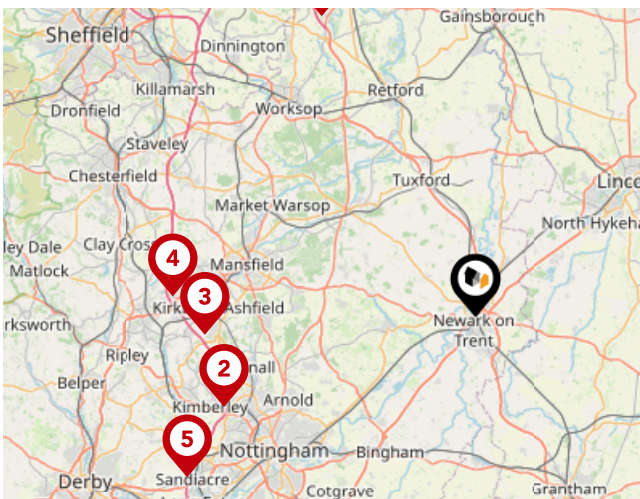 Gainsborough
Sheffield
Dinnington
Killamarsh
Retford
Dronfield
Worksop
Staveley
Chesterfield
Tuxford
Linco
Market Warsop
North Hykeha
ley Dale
Clay Cross
4
Mansfield
Matlock
3
Kirk
Ashfield
rksworth
Newark on
Trent
Ripley
2
nall
Belper
Kimberley
Arnold
5
Nottingham
Bingham
Derby
Sandiacre
Cotgrave
Grantham